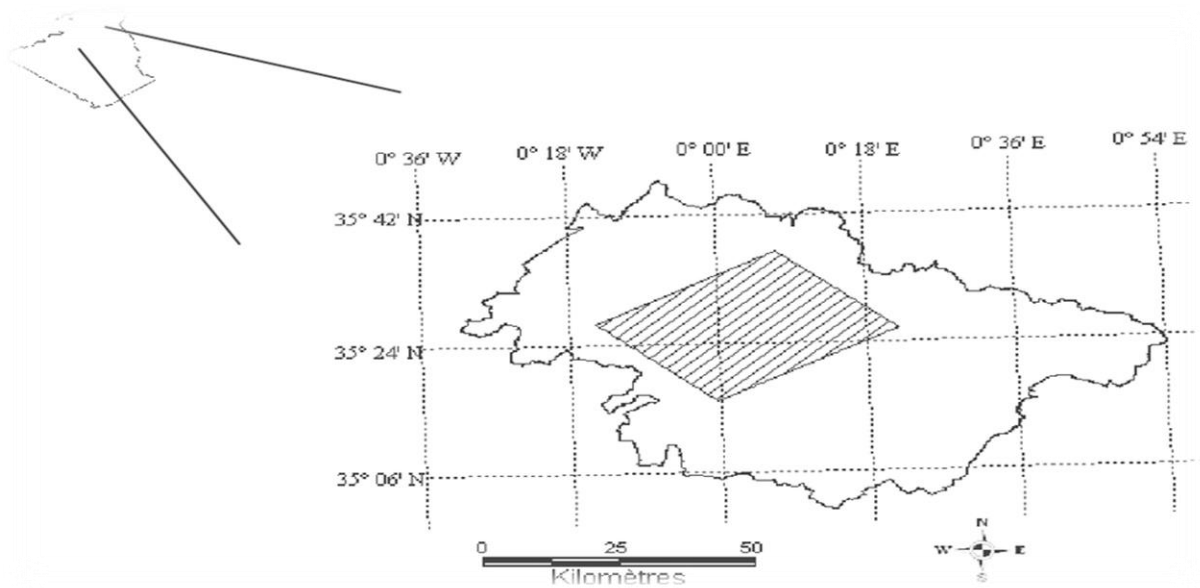 0° 36' W 0° 18' W 0° 00' E 0° 18' E 0° 36' E 0° 54' E
35° 42' N
35° 24' N
35° 06' N
N
W E
S
0 25 50
Kilomètres